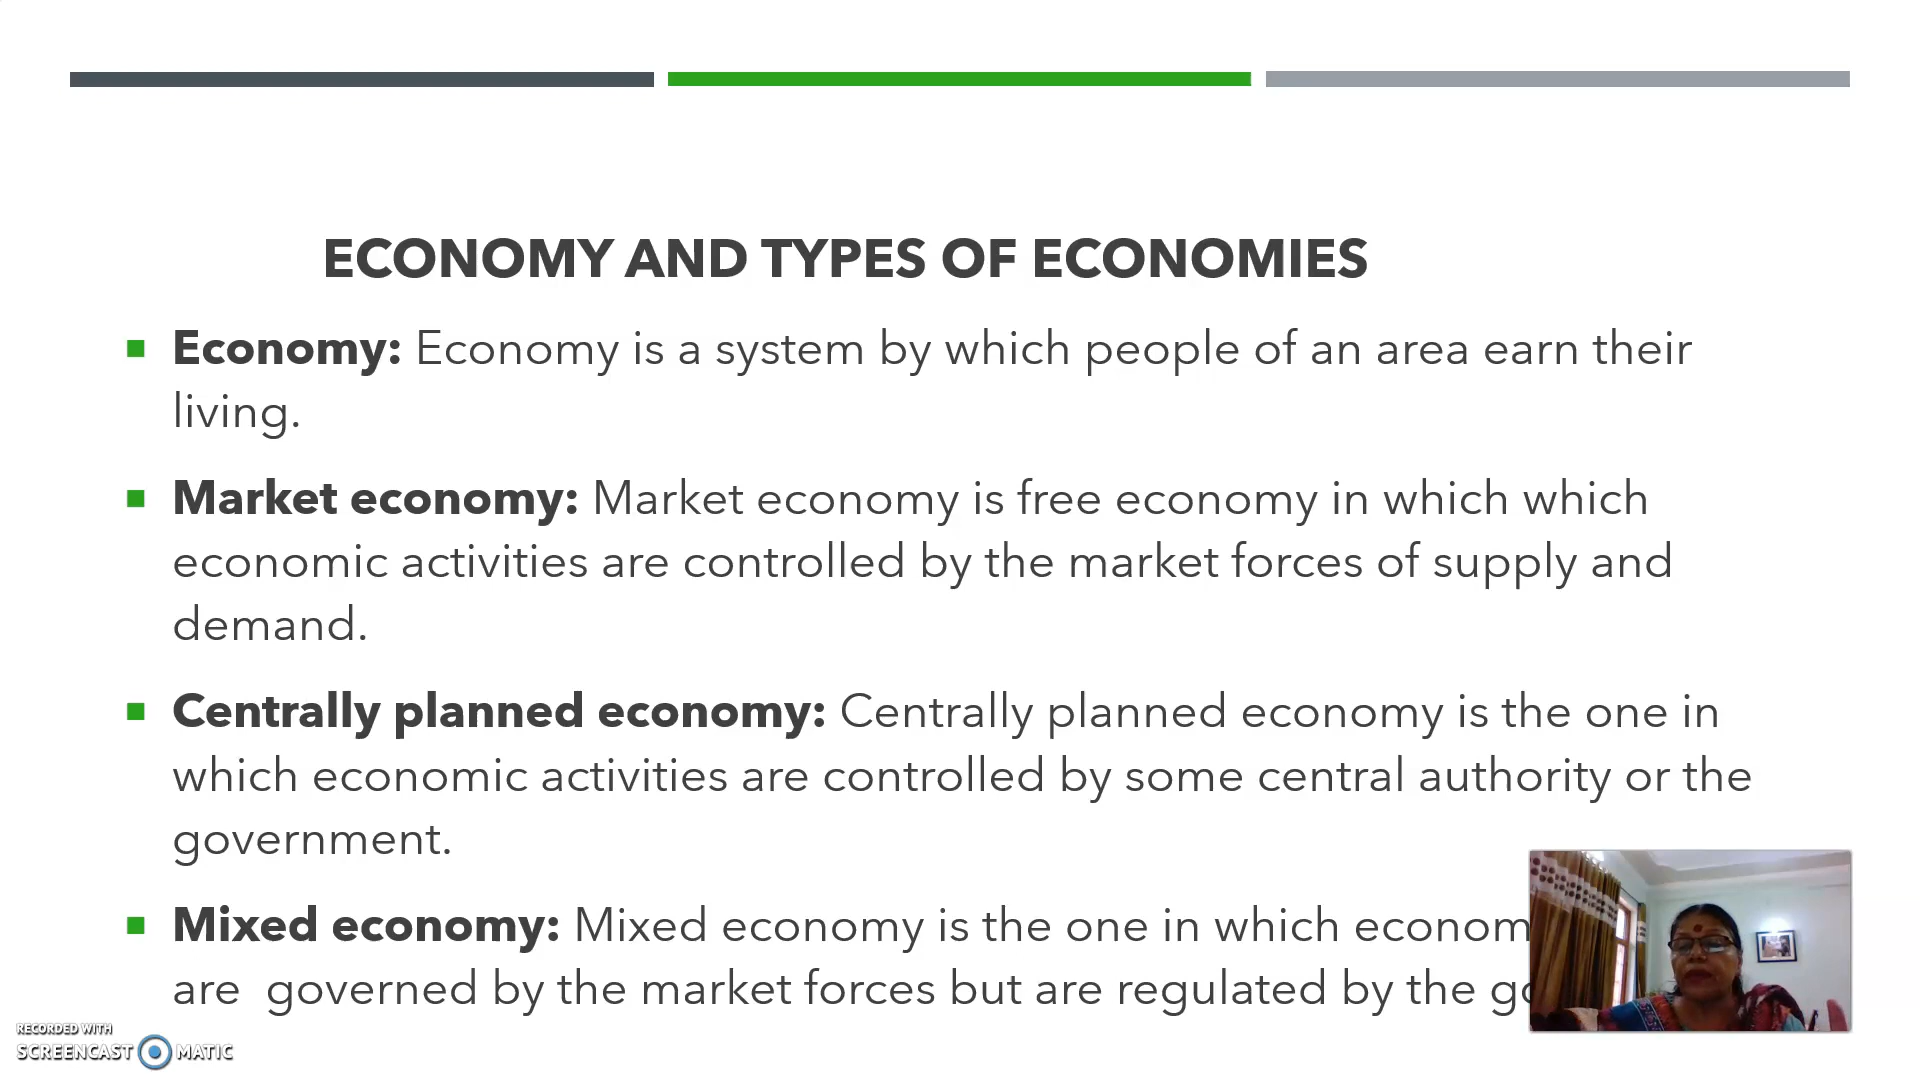 ECONOMY AND TYPES OF ECONOMIES
Economy: Economy is a system by which people of an area earn their
living.
Market economy: Market economy is free economy in which which
economic activities are controlled by the market forces of supply and
demand.
Centrally planned economy: Centrally planned economy is the one in
which economic activities are controlled by some central authority or the
government.
Mixed economy: Mixed economy is the one in which
are governed by the market forces but are regulated by the
RECORDED WITH
SCREENCAST MATIC